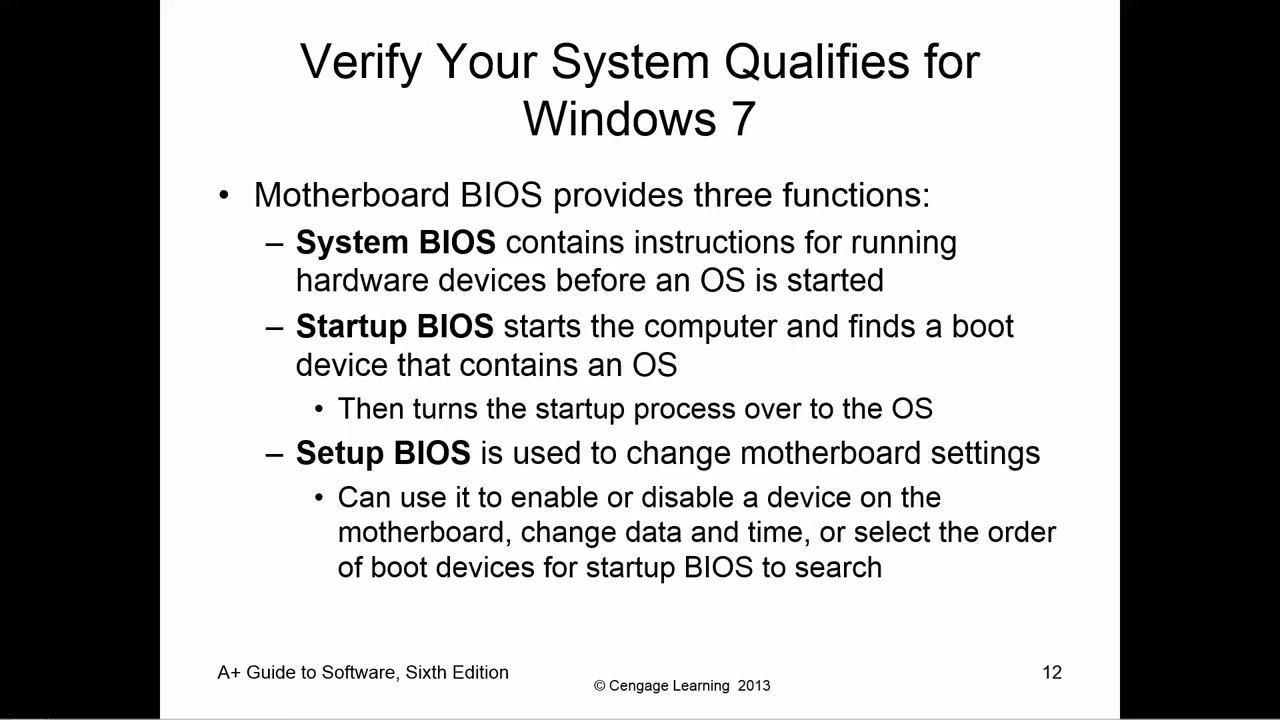 Verify Your System Qualifies for
Windows 7
• Motherboard BIOS provides three functions:
– System BIOS contains instructions for running
hardware devices before an OS is started
– Startup BIOS starts the computer and finds a boot
device that contains an OS
• Then turns the startup process over to the OS
– Setup BIOS is used to change motherboard settings
• Can use it to enable or disable a device on the
motherboard, change data and time, or select the order
of boot devices for startup BIOS to search
A+ Guide to Software, Sixth Edition
© Cengage Learning 2013
12